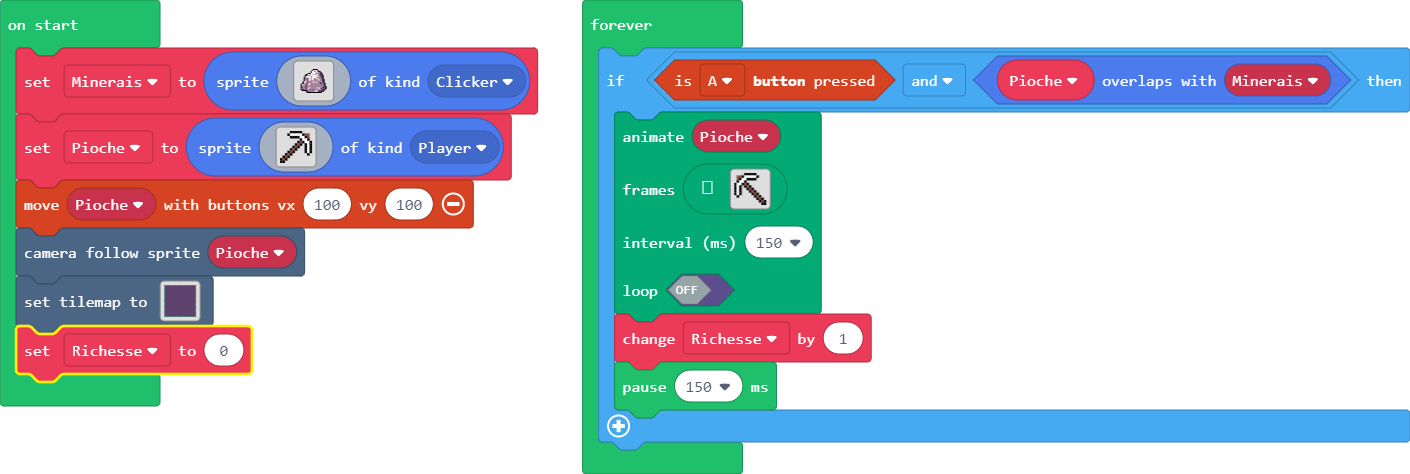 on start
set Minerais to sprite of kind Clicker
set Pioche to sprite of kind Player
move Pioche with buttons vx 100 vy 100
camera follow sprite Pioche
set tilemap to
set Richesse to 0
forever
if is A button pressed and Pioche overlaps with Minerais then
animate Pioche
frames
interval (ms) 150
loop OFF
change Richesse by 1
pause 150 ms